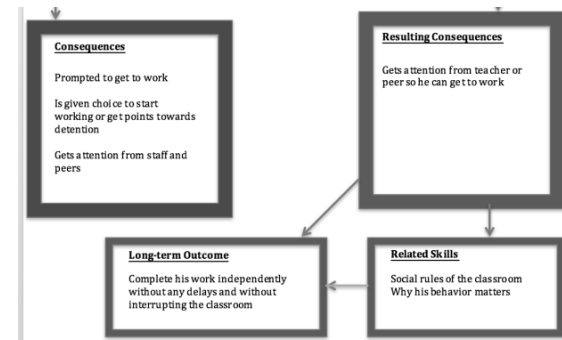 Consequences
Prompted to get to work
Is given choice to start
working or get points towards
detention
Gets attention from staff and
peers
Resulting Consequences
Gets attention from teacher or
peer so he can get to work
Long-term Outcome
Complete his work independently
without any delays and without
interrupting the classroom
Related Skills
Social rules of the classroom
Why his behavior matters